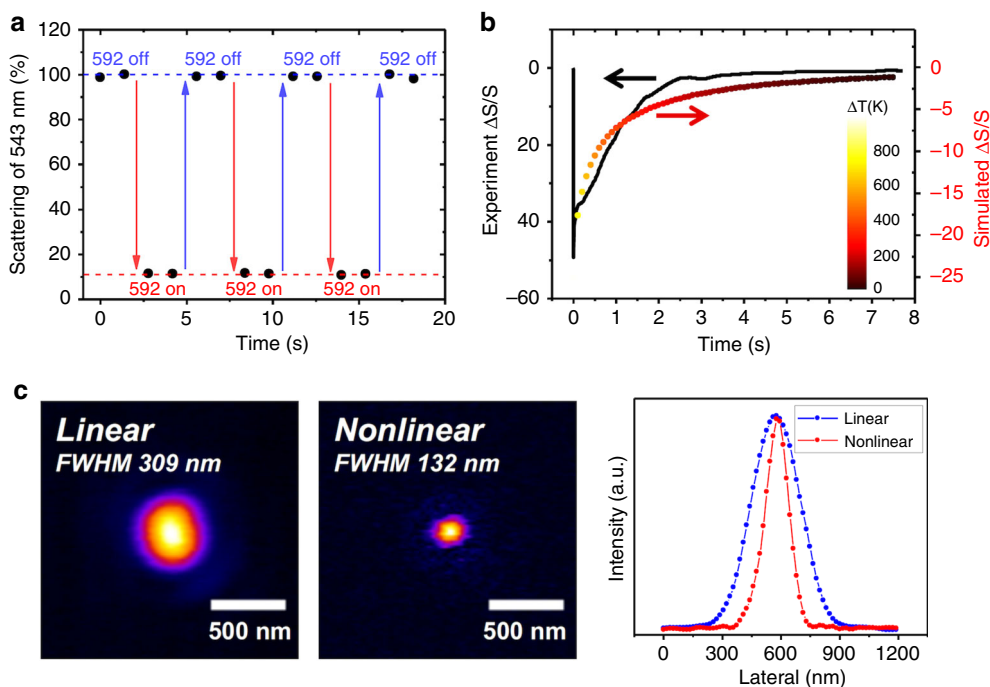 a
Scattering of 543 nm (%)
120
100
80
60
40
20
0
592 off
592 off
592 off
592 off
592 on
592 on
592 on
0
5
10
15
20
Time (s)
b
Experiment ΔS/S
0
20
40
−60
0
1
2
3
4
5
6
7
8
Time (s)
ΔT(K)
800
600
400
200
0
0
−5
−10
−15
−20
−25
Simulated ΔS/S
c
Linear
FWHM 309 nm
500 nm
Nonlinear
FWHM 132 nm
500 nm
Intensity (a.u.)
Linear
Nonlinear
0
300
600
900
1200
Lateral (nm)